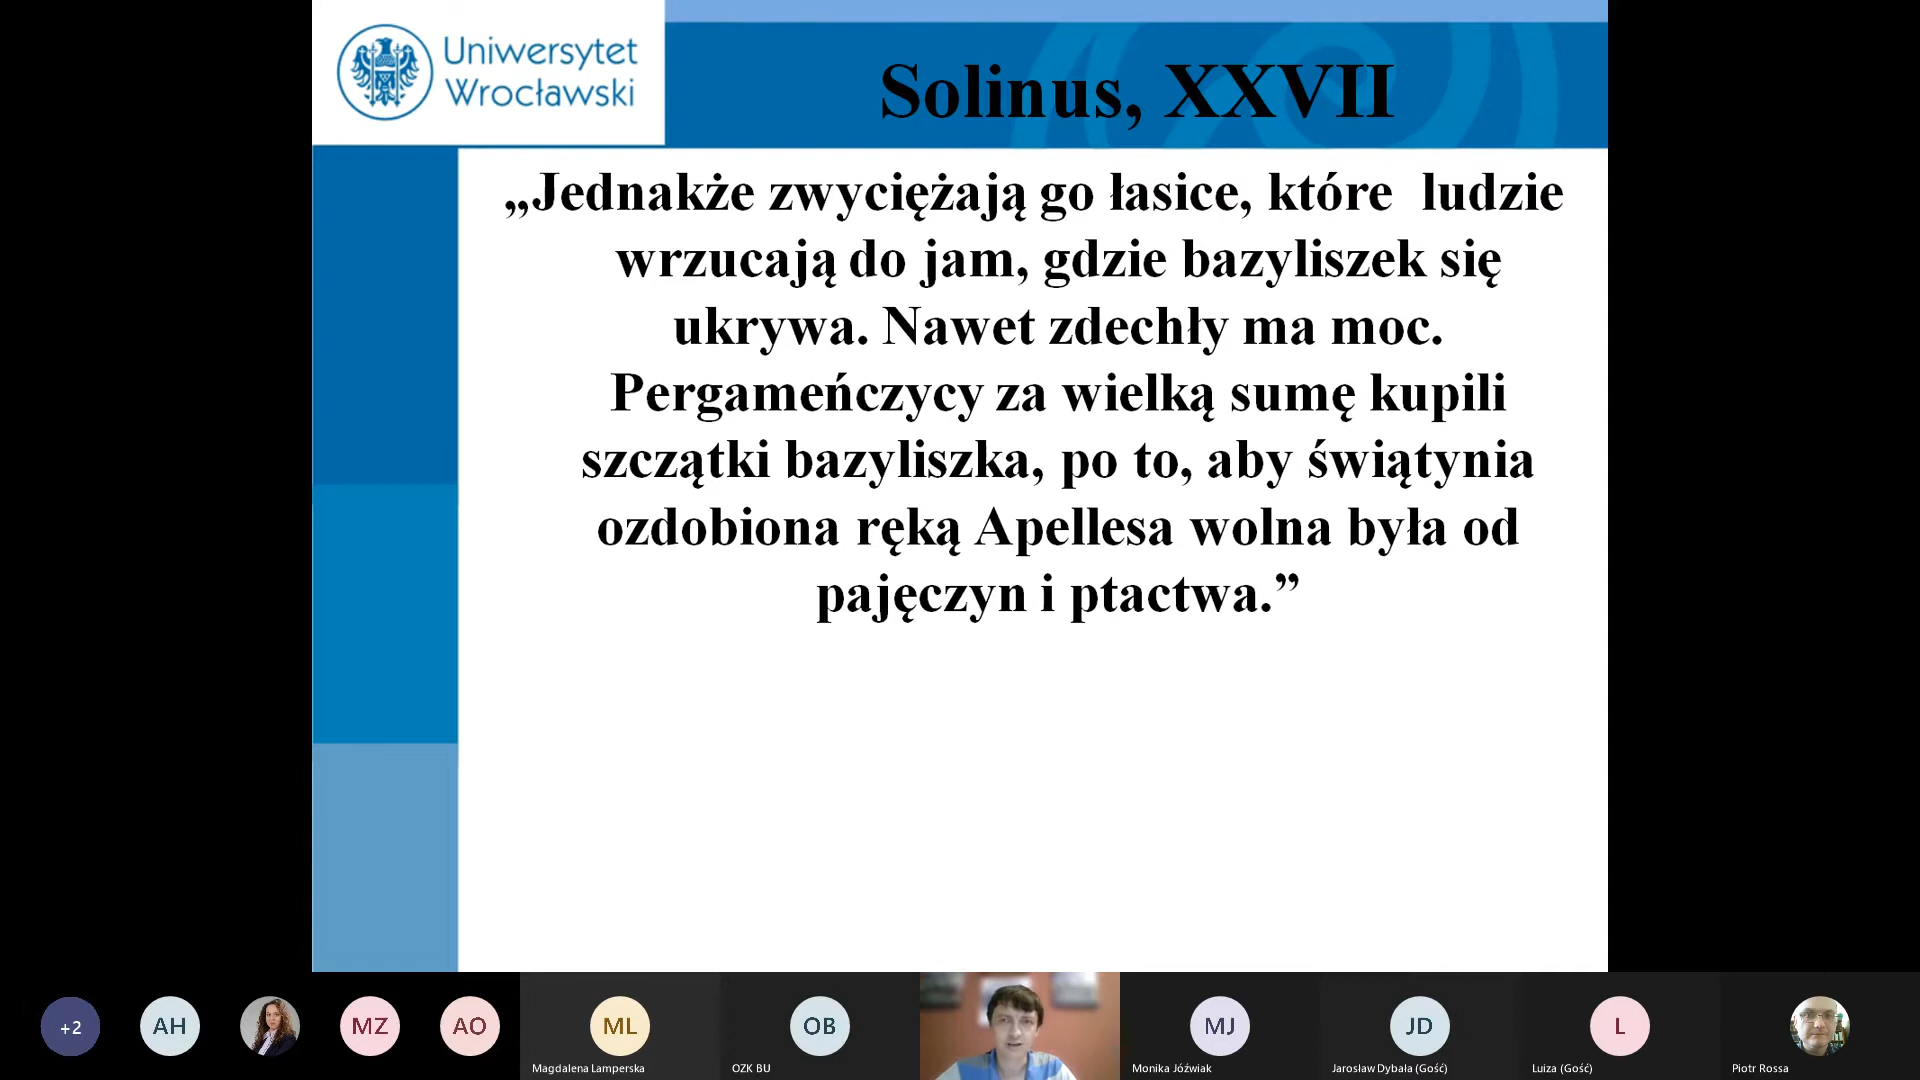 Uniwersytet
Wrocławski
Solinus, XXVII
„Jednakże zwyciężają go łasice, które ludzie
wrzucają do jam, gdzie bazyliszek się
ukrywa. Nawet zdechły ma moc.
Pergameńczycy za wielką sumę kupili
szczątki bazyliszka, po to, aby świątynia
ozdobiona ręką Apellesa wolna była od
pajęczyn i ptactwa.”
+2
AH
MZ
AO
ML
Magdalena Lamperska
OB
OZK BU
MJ
Monika Jóźwiak
JD
Jarosław Dybała (Gość)
L
Luiza (Gość)
Piotr Rossa